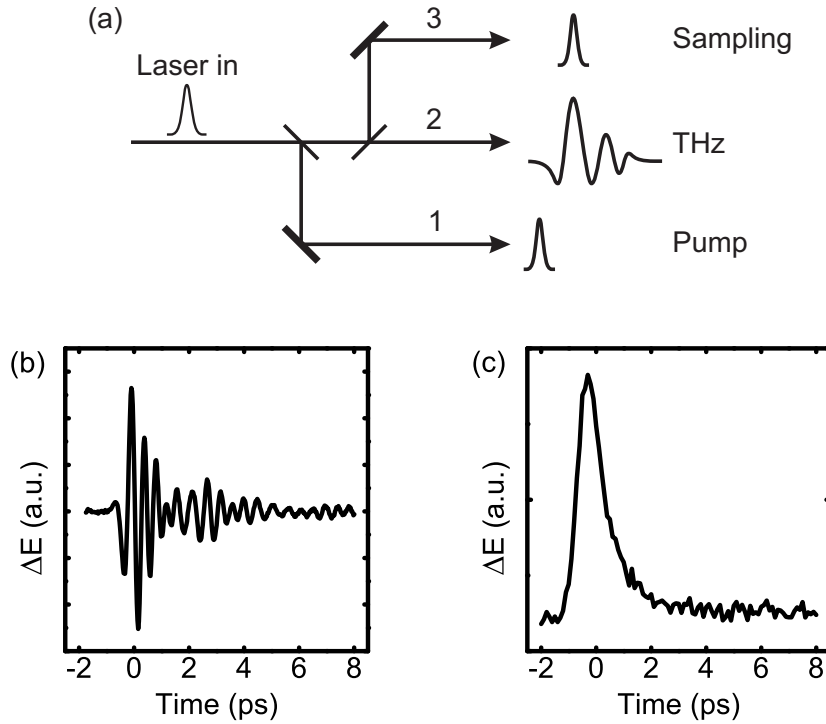 (a)
3
Sampling
Laser in
2
THz
1
Pump
(b)
ΔE (a.u.)
-2 0 2 4 6 8
Time (ps)
(c)
ΔE (a.u.)
-2 0 2 4 6 8
Time (ps)